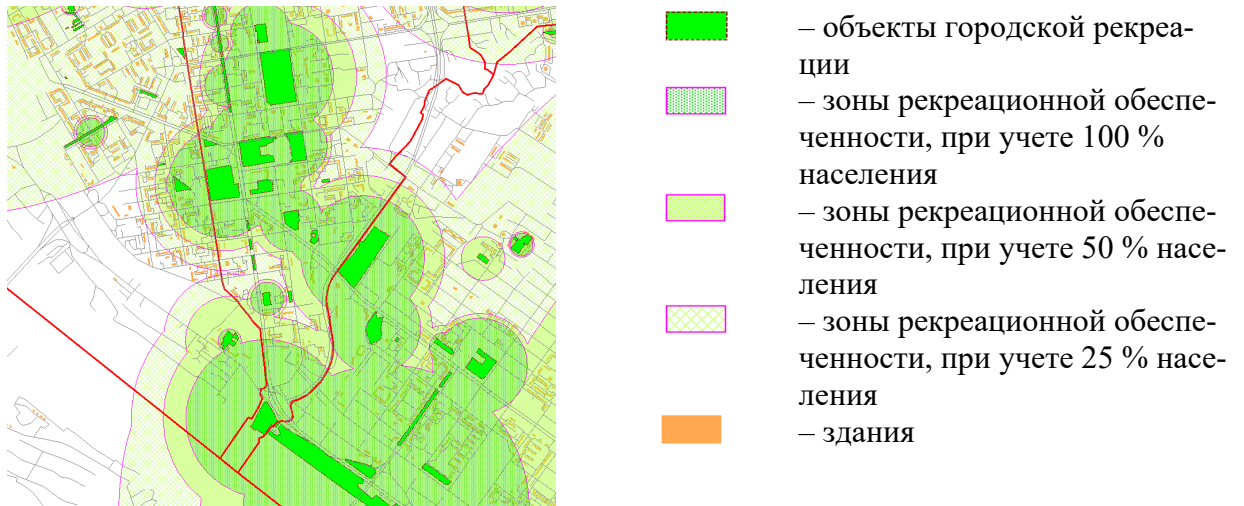 – объекты городской рекреа-
ции
– зоны рекреационной обеспе-
ченности, при учете 100 %
населения
– зоны рекреационной обеспе-
ченности, при учете 50 % насе-
ления
– зоны рекреационной обеспе-
ченности, при учете 25 % насе-
ления
– здания